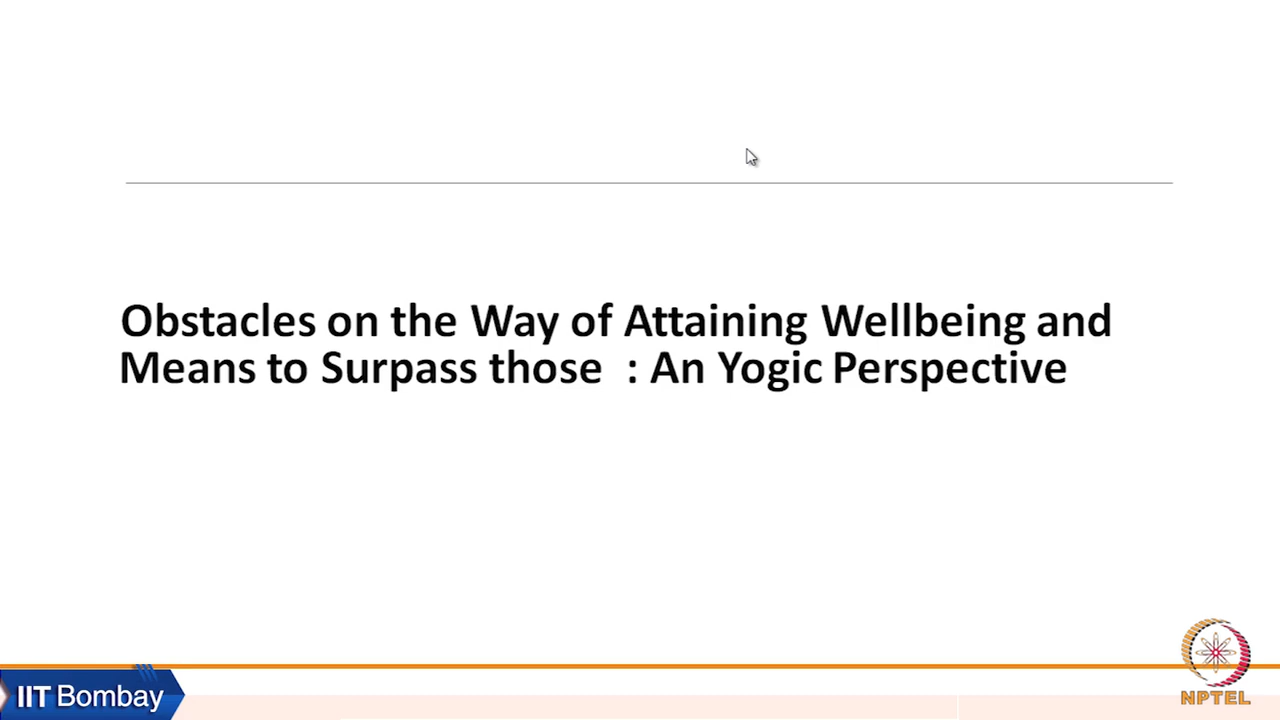 Obstacles on the Way of Attaining Wellbeing and
Means to Surpass those : An Yogic Perspective
IIT Bombay
NPTEL